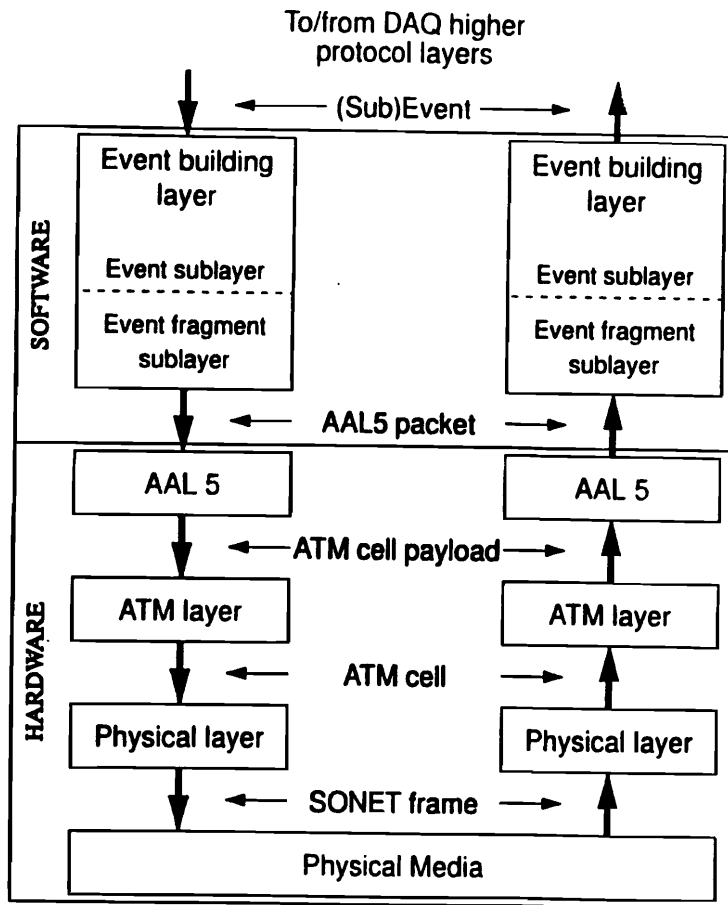 To/from DAQ higher
protocol layers
(Sub)Event
SOFTWARE
Event building
layer
Event sublayer
Event fragment
sublayer
Event building
layer
Event sublayer
Event fragment
sublayer
AAL5 packet
HARDWARE
AAL 5
AAL 5
ATM cell payload
ATM layer
ATM layer
ATM cell
Physical layer
Physical layer
SONET frame
Physical Media